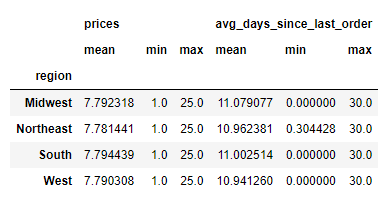 prices avg_days_since_last_order
mean min max mean min max
region
Midwest 7.792318 1.0 25.0 11.079077 0.000000 30.0
Northeast 7.781441 1.0 25.0 10.962381 0.304428 30.0
South 7.794439 1.0 25.0 11.002514 0.000000 30.0
West 7.790308 1.0 25.0 10.941260 0.000000 30.0